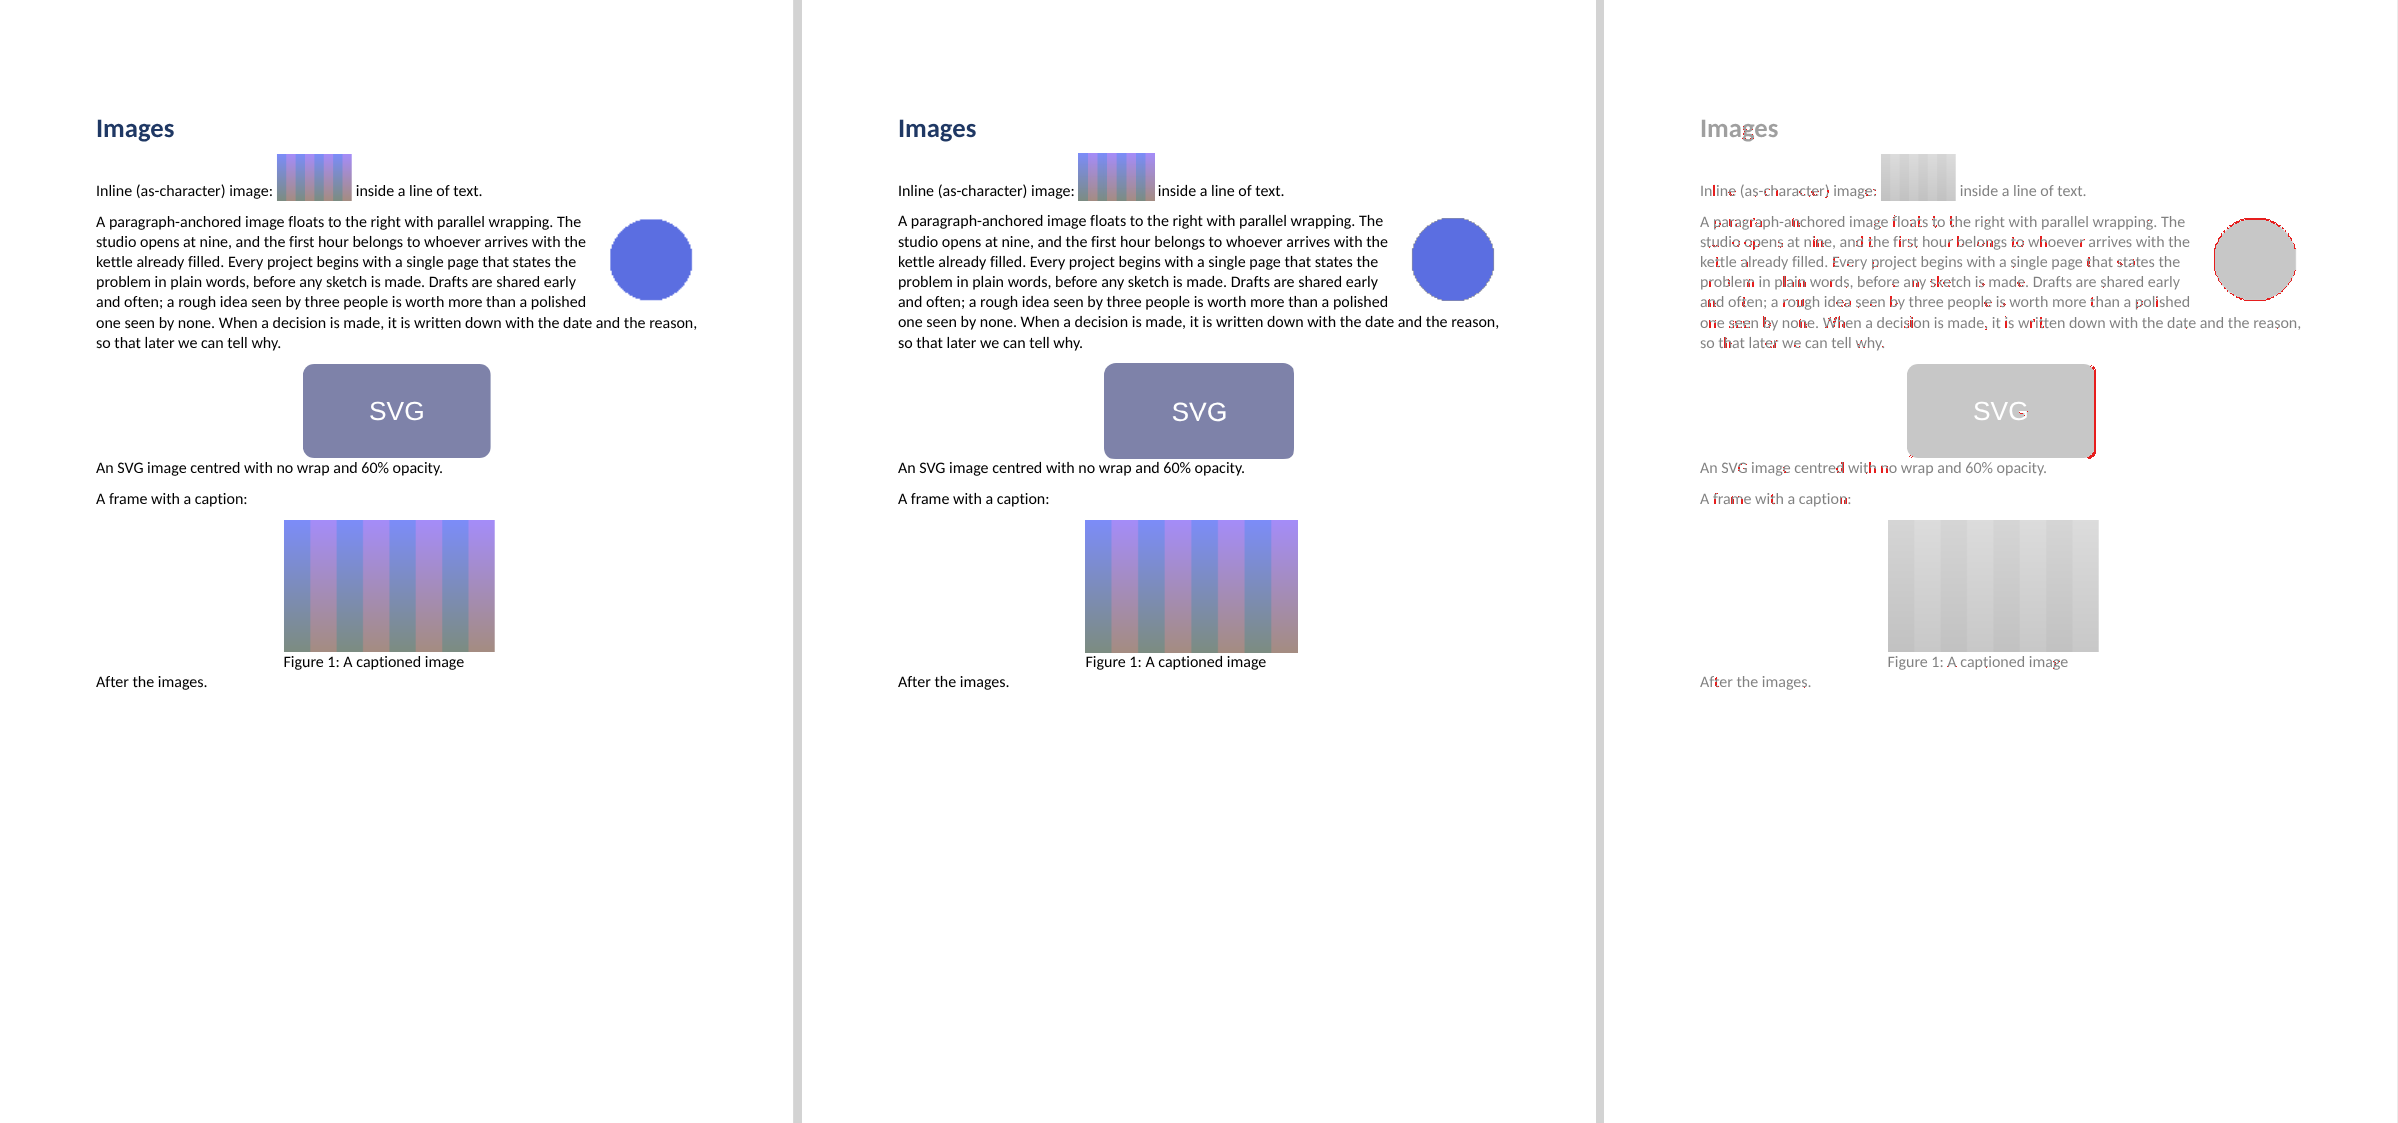 Images
Inline (as-character) image: inside a line of text.
A paragraph-anchored image floats to the right with parallel wrapping. The
studio opens at nine, and the first hour belongs to whoever arrives with the
kettle already filled. Every project begins with a single page that states the
problem in plain words, before any sketch is made. Drafts are shared early
and often; a rough idea seen by three people is worth more than a polished
one seen by none. When a decision is made, it is written down with the date and the reason,
so that later we can tell why.
SVG
An SVG image centred with no wrap and 60% opacity.
A frame with a caption:
Figure 1: A captioned image
After the images.
Images
Inline (as-character) image: inside a line of text.
A paragraph-anchored image floats to the right with parallel wrapping. The
studio opens at nine, and the first hour belongs to whoever arrives with the
kettle already filled. Every project begins with a single page that states the
problem in plain words, before any sketch is made. Drafts are shared early
and often; a rough idea seen by three people is worth more than a polished
one seen by none. When a decision is made, it is written down with the date and the reason,
so that later we can tell why.
SVG
An SVG image centred with no wrap and 60% opacity.
A frame with a caption:
Figure 1: A captioned image
After the images.
Images
Inline (as-character) image: inside a line of text.
A paragraph-anchored image floats to the right with parallel wrapping. The
studio opens at nine, and the first hour belongs to whoever arrives with the
kettle already filled. Every project begins with a single page that states the
problem in plain words, before any sketch is made. Drafts are shared early
and often; a rough idea seen by three people is worth more than a polished
one seen by none. When a decision is made, it is written down with the date and the reason,
so that later we can tell why.
SVG
An SVG image centred with no wrap and 60% opacity.
A frame with a caption:
Figure 1: A captioned image
After the images.